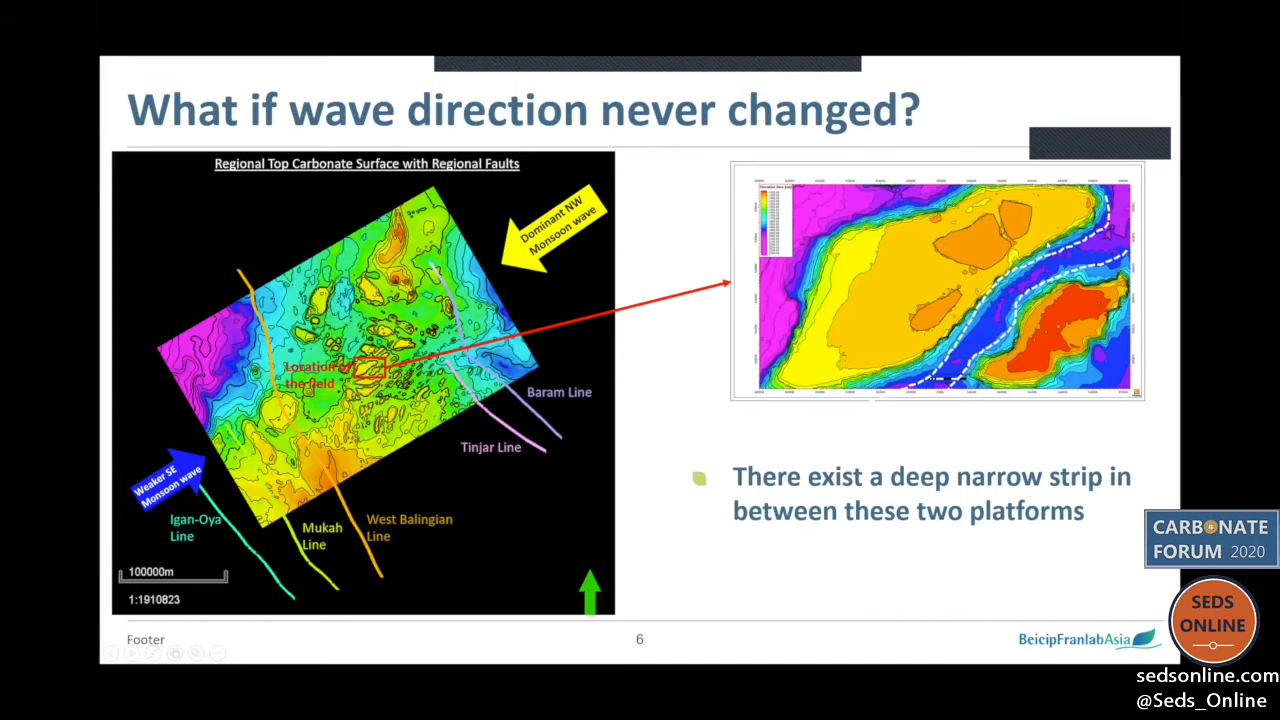 What if wave direction never changed?
Regional Top Carbonate Surface with Regional Faults
Dominant NW
Monsoon wave
Location of
the field
Baram Line
Tinjar Line
Weaker SE
Monsoon wave
Igan-Oya
Line
Mukah
Line
West Balingian
Line
100000m
1:1910823
There exist a deep narrow strip in
between these two platforms
CARBONATE
FORUM 2020
SEDS
ONLINE
Footer
6
BeicipFranlabAsia
sedsonline.com
@Seds_Online